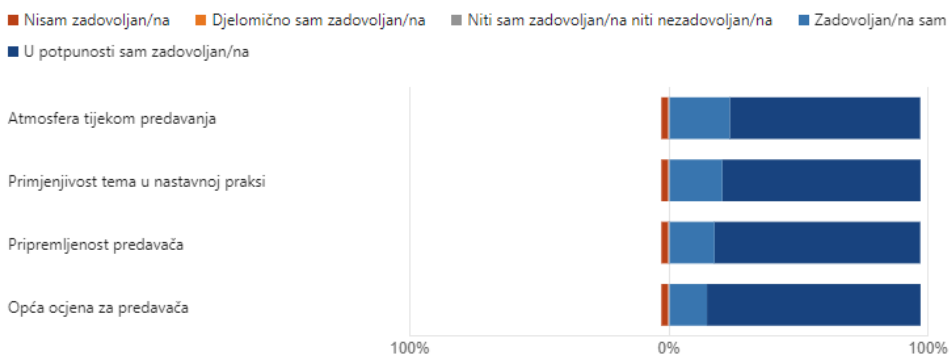 Nisam zadovoljan/na Djelomično sam zadovoljan/na Niti sam zadovoljan/na niti nezadovoljan/na Zadovoljan/na sam
U potpunosti sam zadovoljan/na
Atmosfera tijekom predavanja
Primjenjivost tema u nastavnoj praksi
Pripremljenost predavača
Opća ocjena za predavača
100% 0% 100%